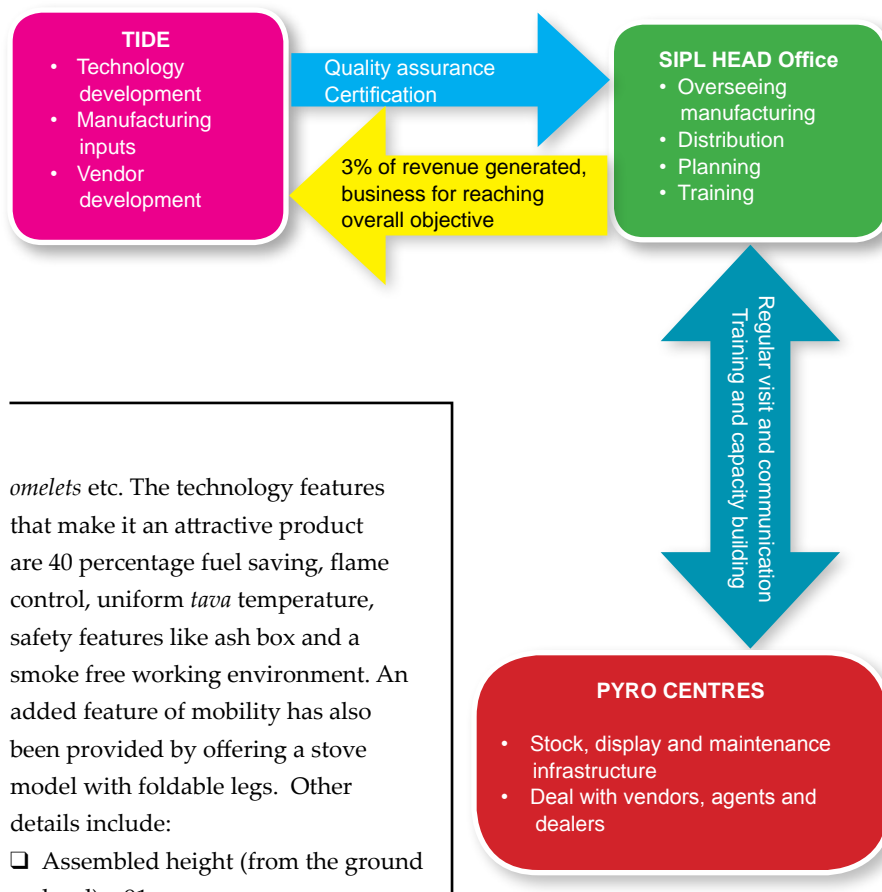 TIDE
• Technology
development
• Manufacturing
inputs
• Vendor
development
Quality assurance
Certification
3% of revenue generated,
business for reaching
overall objective
SIPL HEAD Office
• Overseeing
manufacturing
• Distribution
• Planning
• Training
Regular visit and communication
Training and capacity building
PYRO CENTRES
• Stock, display and maintenance
infrastructure
• Deal with vendors, agents and
dealers
omelets etc. The technology features
that make it an attractive product
are 40 percentage fuel saving, flame
control, uniform tava temperature,
safety features like ash box and a
smoke free working environment. An
added feature of mobility has also
been provided by offering a stove
model with foldable legs. Other
details include:
❑ Assembled height (from the ground